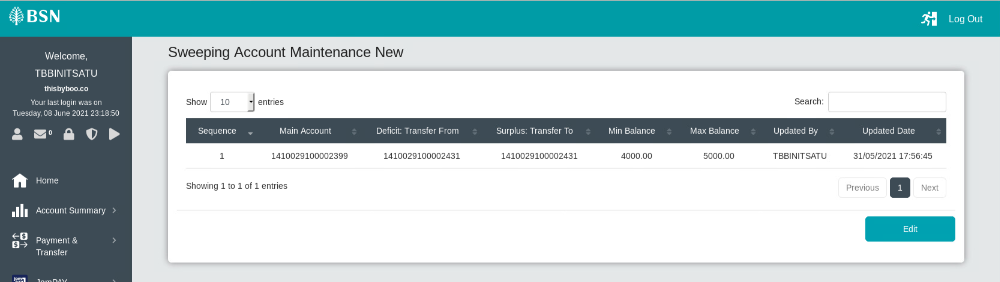 BSN
Log Out
Welcome,
TBBINITSATU
thisbyboo.co
Your last login was on
Tuesday, 08 June 2021 23:18:50
0
Home
Account Summary
Payment &
Transfer
JomPAY
Sweeping Account Maintenance New
Show 10 entries
Search:
Sequence Main Account Deficit: Transfer From Surplus: Transfer To Min Balance Max Balance Updated By Updated Date
1 1410029100002399 1410029100002431 1410029100002431 4000.00 5000.00 TBBINITSATU 31/05/2021 17:56:45
Showing 1 to 1 of 1 entries
Previous 1 Next
Edit